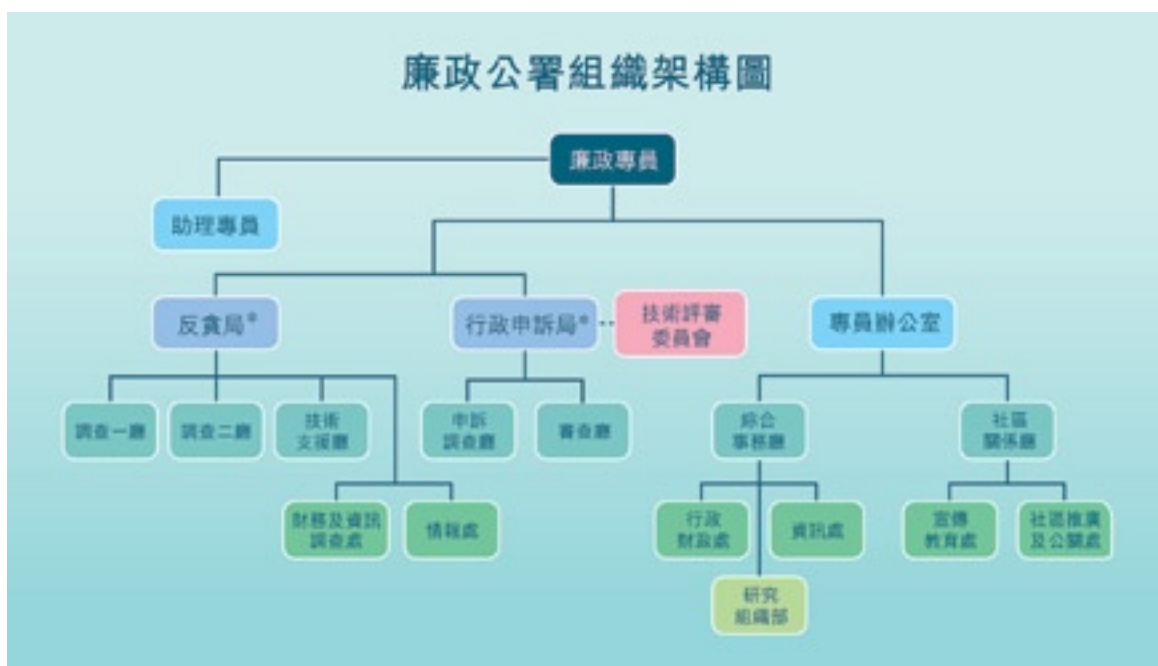 廉政公署組織架構圖
廉政專員
助理專員
反貪局*
行政申訴局*
技術評審
委員會
專員辦公室
調查一廳
調查二廳
技術
支援廳
申訴
調查廳
審查廳
綜合
事務廳
社區
關係廳
財務及資訊
調查處
情報處
行政
財政處
資訊處
宣傳
教育處
社區推廣
及公關處
研究
組織部